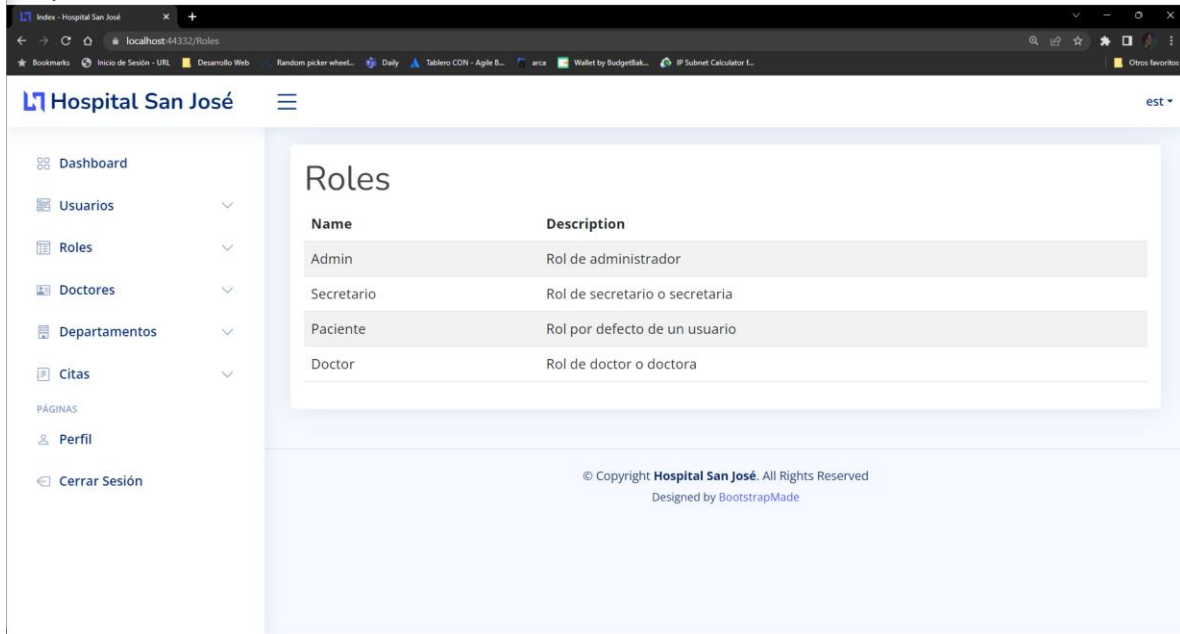 Index - Hospital San José
localhost:44332/Roles
Bookmarks Inicio de Sesión - URL Desarrollo Web Random picker wheel... Daily Tablero CON - Agile B... arca Wallet by BudgetBak... IP Subnet Calculator f... Otros favoritos
Hospital San José est
Dashboard
Usuarios
Roles
Doctores
Departamentos
Citas
PÁGINAS
Perfil
Cerrar Sesión
Roles
Name Description
Admin Rol de administrador
Secretario Rol de secretario o secretaria
Paciente Rol por defecto de un usuario
Doctor Rol de doctor o doctora
© Copyright Hospital San José. All Rights Reserved
Designed by BootstrapMade